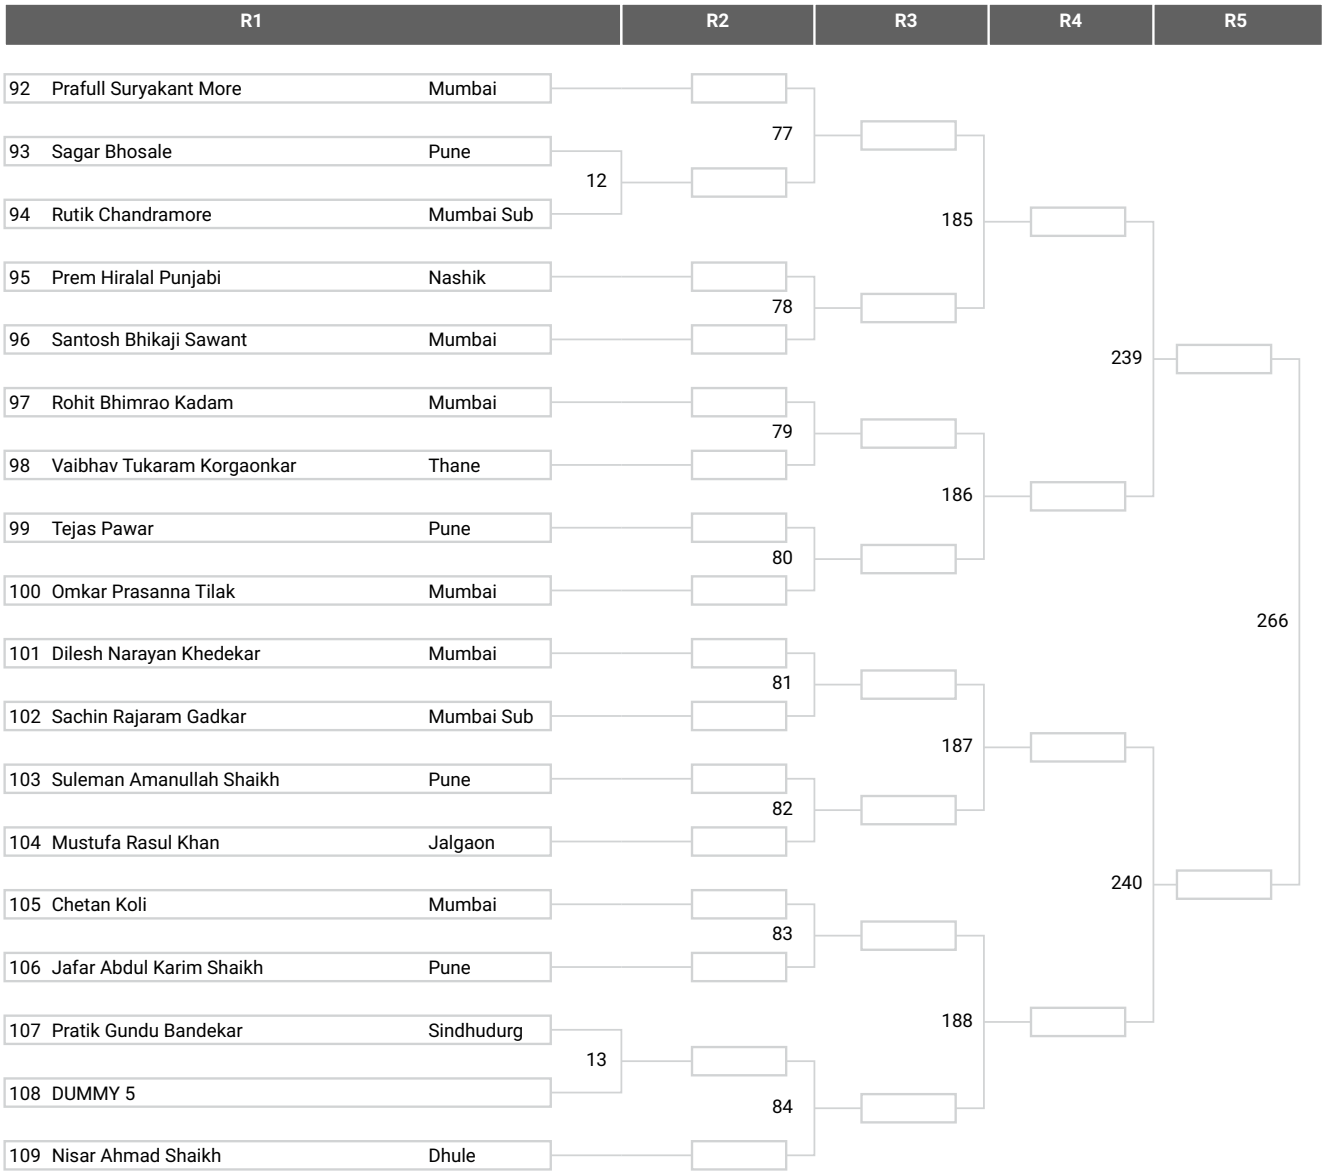 R1 R2 R3 R4 R5
92 Prafull Suryakant More Mumbai
77
93 Sagar Bhosale Pune
12
94 Rutik Chandramore Mumbai Sub
185
95 Prem Hiralal Punjabi Nashik
78
96 Santosh Bhikaji Sawant Mumbai
239
97 Rohit Bhimrao Kadam Mumbai
79
98 Vaibhav Tukaram Korgaonkar Thane
186
99 Tejas Pawar Pune
80
100 Omkar Prasanna Tilak Mumbai
266
101 Dilesh Narayan Khedekar Mumbai
81
102 Sachin Rajaram Gadkar Mumbai Sub
187
103 Suleman Amanullah Shaikh Pune
82
104 Mustufa Rasul Khan Jalgaon
240
105 Chetan Koli Mumbai
83
106 Jafar Abdul Karim Shaikh Pune
188
107 Pratik Gundu Bandekar Sindhudurg
13
108 DUMMY 5
84
109 Nisar Ahmad Shaikh Dhule